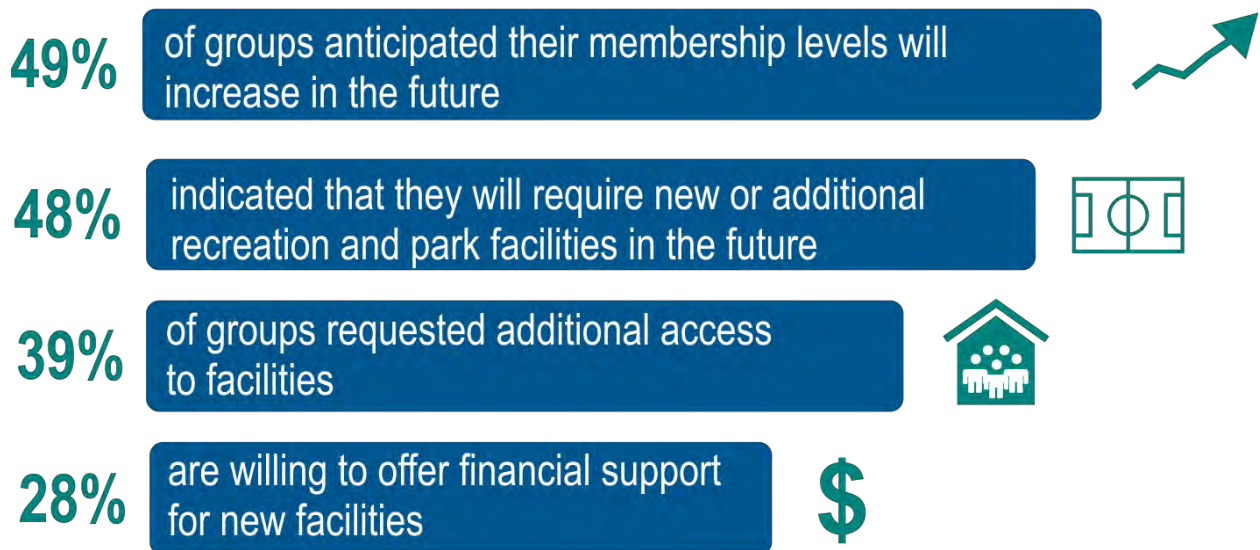 49%
of groups anticipated their membership levels will
increase in the future
48%
indicated that they will require new or additional
recreation and park facilities in the future
39%
of groups requested additional access
to facilities
28%
are willing to offer financial support
for new facilities
$